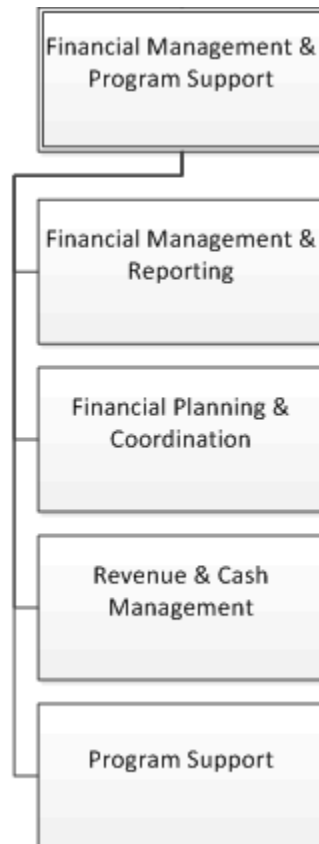 Financial Management &
Program Support
Financial Management &
Reporting
Financial Planning &
Coordination
Revenue & Cash
Management
Program Support